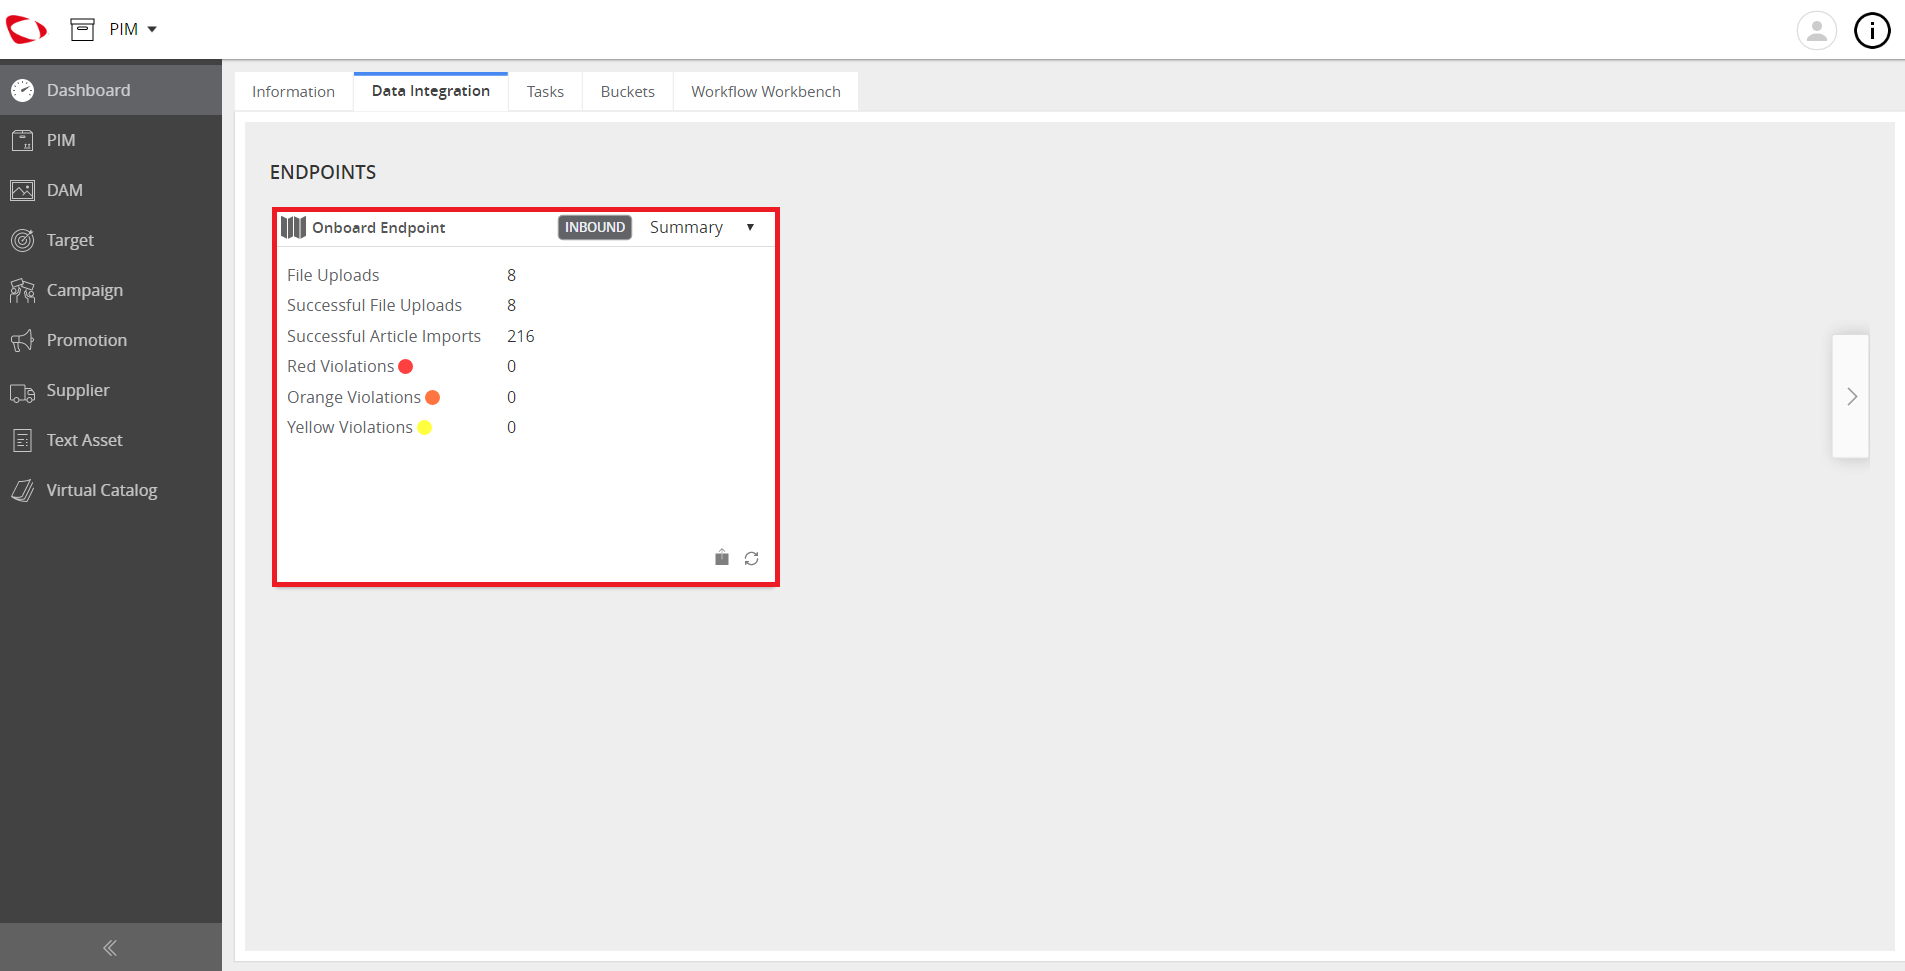 PIM
Dashboard
PIM
DAM
Target
Campaign
Promotion
Supplier
Text Asset
Virtual Catalog
Information Data Integration Tasks Buckets Workflow Workbench
ENDPOINTS
Onboard Endpoint INBOUND Summary
File Uploads 8
Successful File Uploads 8
Successful Article Imports 216
Red Violations 0
Orange Violations 0
Yellow Violations 0